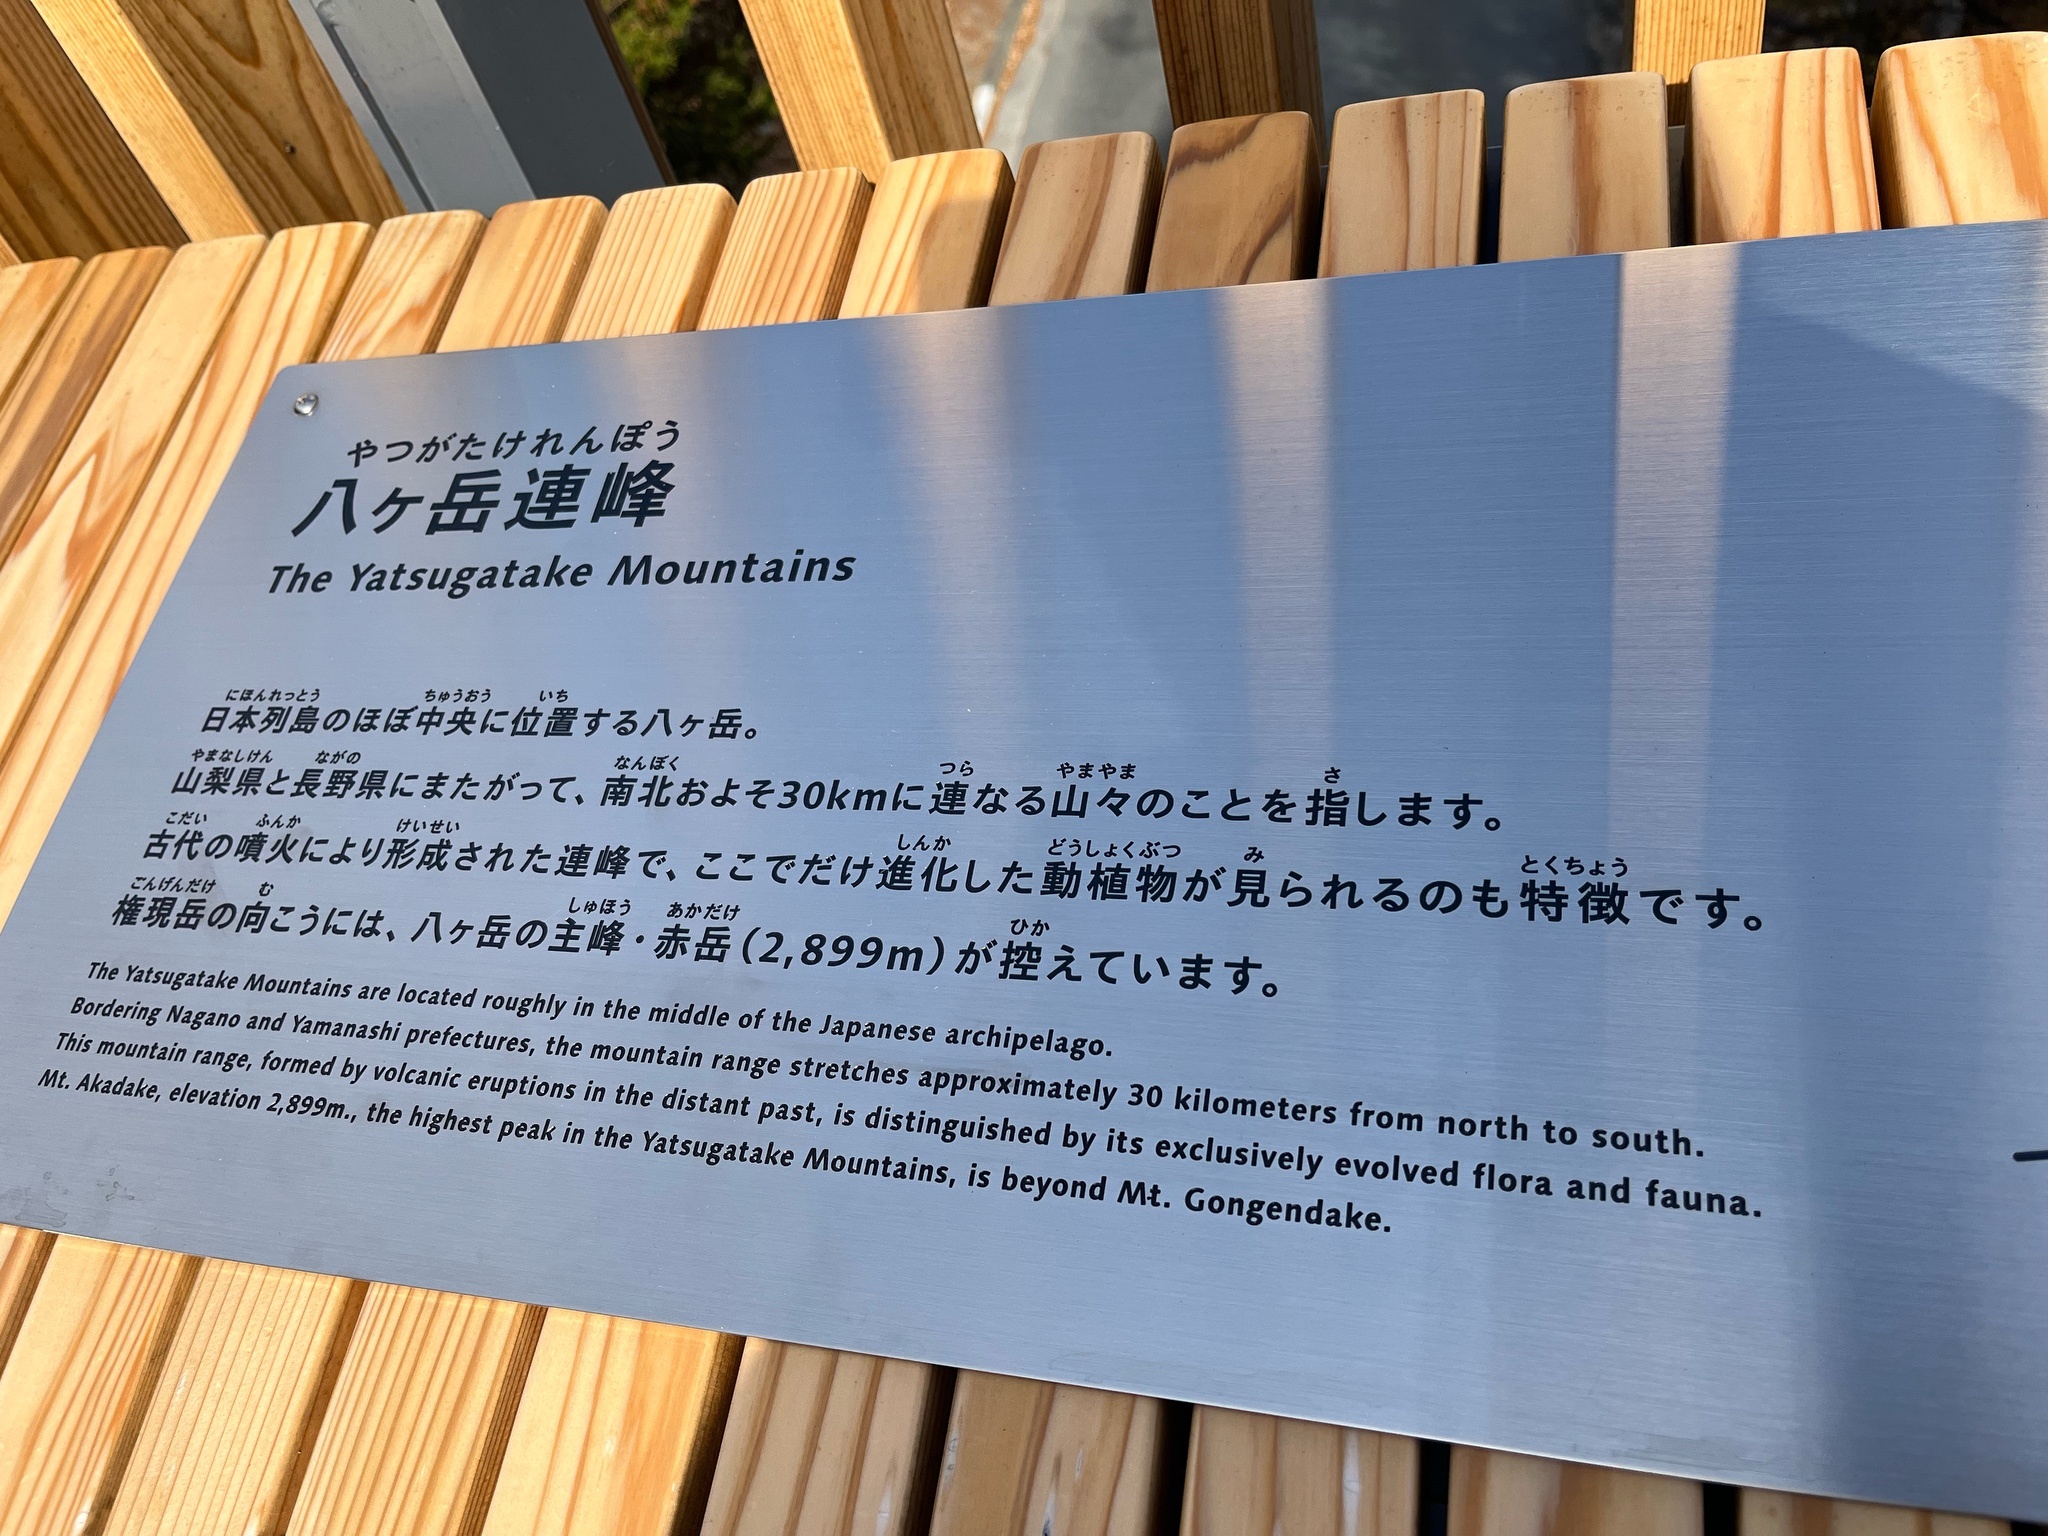 やつがたけれんぽう
八ヶ岳連峰
The Yatsugatake Mountains
にほんれっとう ちゅうおう いち
日本列島のほぼ中央に位置する八ヶ岳。
やまなしけん ながの なんぼく つら やまやま さ
山梨県と長野県にまたがって、南北およそ30kmに連なる山々のことを指します。
こだい ふんか けいせい しんか どうしょくぶつ み とくちょう
古代の噴火により形成された連峰で、ここでだけ進化した動植物が見られるのも特徴です。
ごんげんだけ む しゅほう あかだけ ひか
権現岳の向こうには、八ヶ岳の主峰・赤岳(2,899m)が控えています。
The Yatsugatake Mountains are located roughly in the middle of the Japanese archipelago.
Bordering Nagano and Yamanashi prefectures, the mountain range stretches approximately 30 kilometers from north to south.
This mountain range, formed by volcanic eruptions in the distant past, is distinguished by its exclusively evolved flora and fauna.
Mt. Akadake, elevation 2,899m., the highest peak in the Yatsugatake Mountains, is beyond Mt. Gongendake.